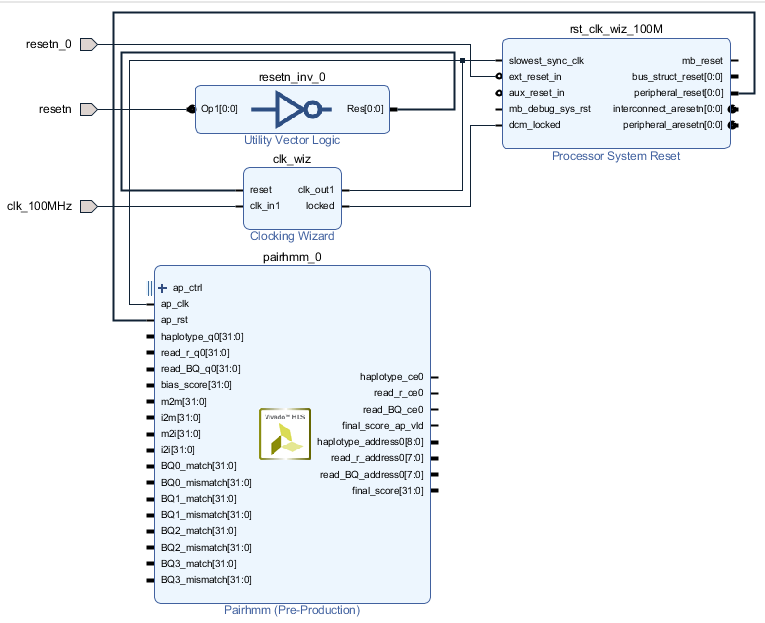 resetn_0
resetn
clk_100MHz
resetn_inv_0
Op1[0:0]
Res[0:0]
Utility Vector Logic
clk_wiz
reset
clk_in1
clk_out1
locked
Clocking Wizard
rst_clk_wiz_100M
slowest_sync_clk
ext_reset_in
aux_reset_in
mb_debug_sys_rst
dcm_locked
mb_reset
bus_struct_reset[0:0]
peripheral_reset[0:0]
interconnect_aresetn[0:0]
peripheral_aresetn[0:0]
Processor System Reset
pairhmm_0
ap_ctrl
ap_clk
ap_rst
haplotype_q0[31:0]
read_r_q0[31:0]
read_BQ_q0[31:0]
bias_score[31:0]
m2m[31:0]
i2m[31:0]
m2i[31:0]
i2i[31:0]
BQ0_match[31:0]
BQ0_mismatch[31:0]
BQ1_match[31:0]
BQ1_mismatch[31:0]
BQ2_match[31:0]
BQ2_mismatch[31:0]
BQ3_match[31:0]
BQ3_mismatch[31:0]
Vivado™ HLS
haplotype_ce0
read_r_ce0
read_BQ_ce0
final_score_ap_vld
haplotype_address0[8:0]
read_r_address0[7:0]
read_BQ_address0[7:0]
final_score[31:0]
Pairhmm (Pre-Production)